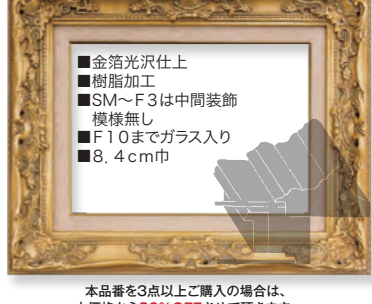 ■金箔光沢仕上
■樹脂加工
■SM〜F3は中間装飾
模様無し
■F10までガラス入り
■8.4cm巾
本品番を3点以上ご購入の場合は、